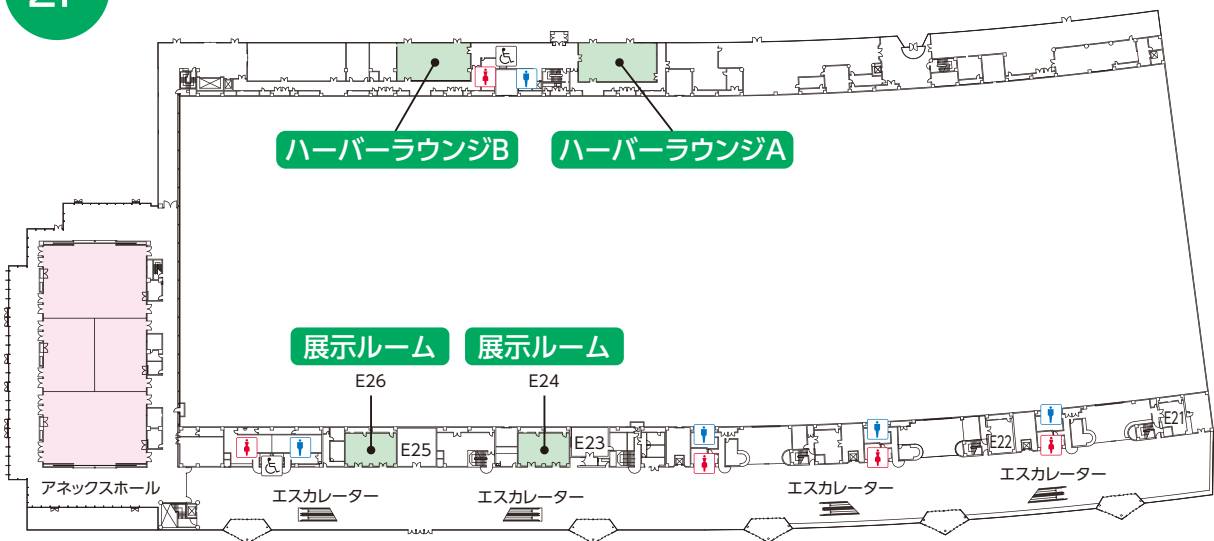 2F
ハーバーラウンジB
ハーバーラウンジA
展示ルーム
展示ルーム
E26
E24
E25
E23
E22
E21
アネックスホール
エスカレーター
エスカレーター
エスカレーター
エスカレーター